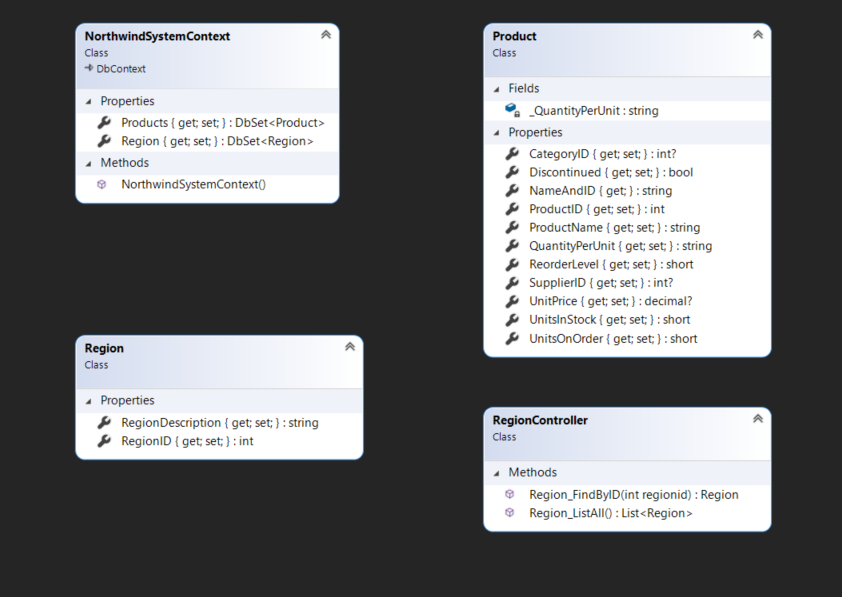 NorthwindSystemContext
Class
DbContext
Properties
Products { get; set; } : DbSet<Product>
Region { get; set; } : DbSet<Region>
Methods
NorthwindSystemContext()
Product
Class
Fields
_QuantityPerUnit : string
Properties
CategoryID { get; set; } : int?
Discontinued { get; set; } : bool
NameAndID { get; } : string
ProductID { get; set; } : int
ProductName { get; set; } : string
QuantityPerUnit { get; set; } : string
ReorderLevel { get; set; } : short
SupplierID { get; set; } : int?
UnitPrice { get; set; } : decimal?
UnitsInStock { get; set; } : short
UnitsOnOrder { get; set; } : short
Region
Class
Properties
RegionDescription { get; set; } : string
RegionID { get; set; } : int
RegionController
Class
Methods
Region_FindByID(int regionid) : Region
Region_ListAll() : List<Region>